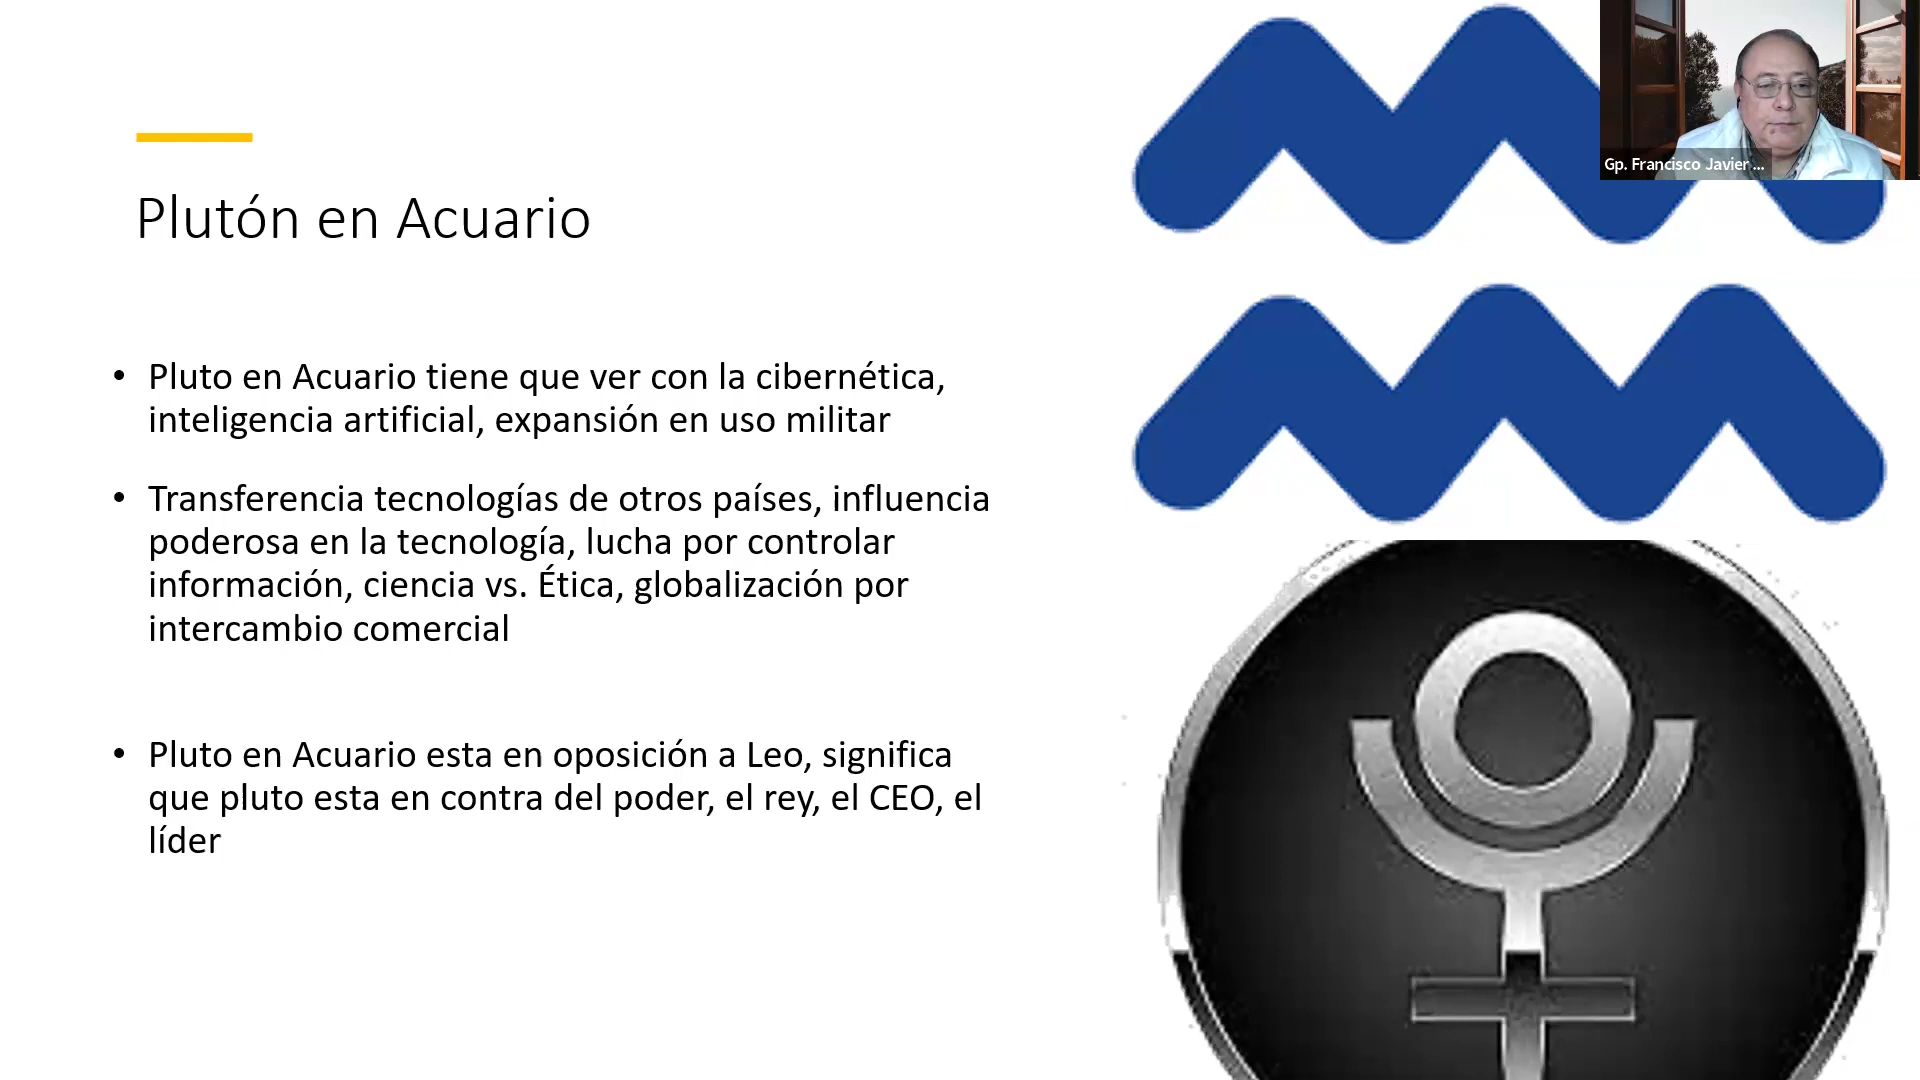 Plutón en Acuario
• Pluto en Acuario tiene que ver con la cibernética,
inteligencia artificial, expansión en uso militar
• Transferencia tecnologías de otros países, influencia
poderosa en la tecnología, lucha por controlar
información, ciencia vs. Ética, globalización por
intercambio comercial
• Pluto en Acuario esta en oposición a Leo, significa
que pluto esta en contra del poder, el rey, el CEO, el
líder
Gp. Francisco Javier ...